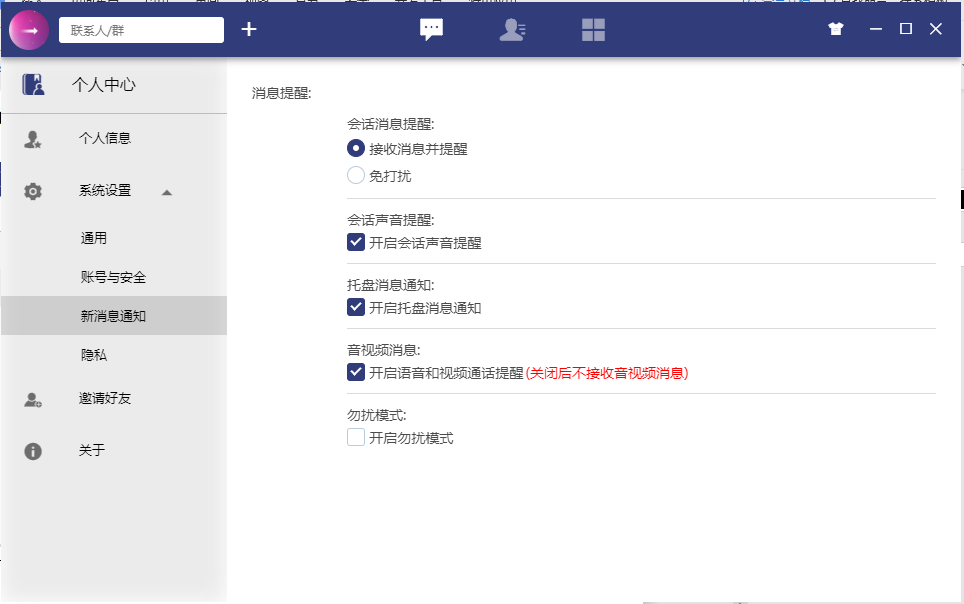 联系人/群
个人中心
个人信息
系统设置
通用
账号与安全
新消息通知
隐私
邀请好友
关于
消息提醒:
会话消息提醒:
接收消息并提醒
免打扰
会话声音提醒:
开启会话声音提醒
托盘消息通知:
开启托盘消息通知
音视频消息:
开启语音和视频通话提醒(关闭后不接收音视频消息)
勿扰模式:
开启勿扰模式